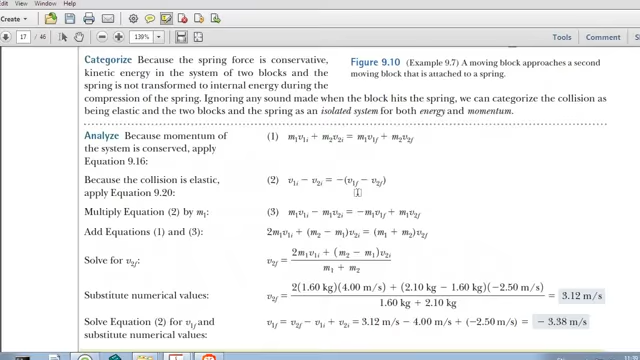 Create
17 / 46
139%
Tools
Comment
Categorize Because the spring force is conservative,
kinetic energy in the system of two blocks and the
spring is not transformed to internal energy during the
compression of the spring. Ignoring any sound made when the block hits the spring, we can categorize the collision as
being elastic and the two blocks and the spring as an isolated system for both energy and momentum.
Figure 9.10 (Example 9.7) A moving block approaches a second
moving block that is attached to a spring.
Analyze Because momentum of
the system is conserved, apply
Equation 9.16:
(1) m₁v₁ᵢ + m₂v₂ᵢ = m₁v₁f + m₂v₂f
Because the collision is elastic,
apply Equation 9.20:
(2) v₁ᵢ − v₂ᵢ = −(v₁f − v₂f)
Multiply Equation (2) by m₁:
(3) m₁v₁ᵢ − m₁v₂ᵢ = −m₁v₁f + m₁v₂f
Add Equations (1) and (3):
2m₁v₁ᵢ + (m₂ − m₁)v₂ᵢ = (m₁ + m₂)v₂f
Solve for v₂f:
v₂f = 2m₁v₁ᵢ + (m₂ − m₁)v₂ᵢ
m₁ + m₂
Substitute numerical values:
v₂f = 2(1.60 kg)(4.00 m/s) + (2.10 kg − 1.60 kg)(−2.50 m/s) = 3.12 m/s
1.60 kg + 2.10 kg
Solve Equation (2) for v₁f and
substitute numerical values:
v₁f = v₂f − v₁ᵢ + v₂ᵢ = 3.12 m/s − 4.00 m/s + (−2.50 m/s) = −3.38 m/s